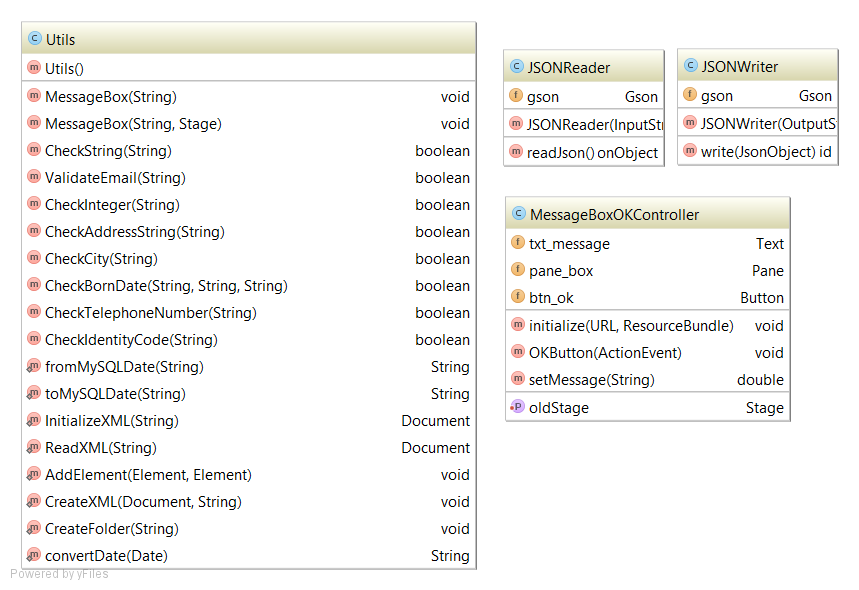 C Utils
m Utils()
m MessageBox(String) void
m MessageBox(String, Stage) void
m CheckString(String) boolean
m ValidateEmail(String) boolean
m CheckInteger(String) boolean
m CheckAddressString(String) boolean
m CheckCity(String) boolean
m CheckBornDate(String, String, String) boolean
m CheckTelephoneNumber(String) boolean
m CheckIdentityCode(String) boolean
m fromMySQLDate(String) String
m toMySQLDate(String) String
m InitializeXML(String) Document
m ReadXML(String) Document
m AddElement(Element, Element) void
m CreateXML(Document, String) void
m CreateFolder(String) void
m convertDate(Date) String
C JSONReader
f gson Gson
m JSONReader(InputStr
m readJson() onObject
C JSONWriter
f gson Gson
m JSONWriter(OutputS
m write(JsonObject) id
C MessageBoxOKController
f txt_message Text
f pane_box Pane
f btn_ok Button
m initialize(URL, ResourceBundle) void
m OKButton(ActionEvent) void
m setMessage(String) double
P oldStage Stage
Powered by yFiles